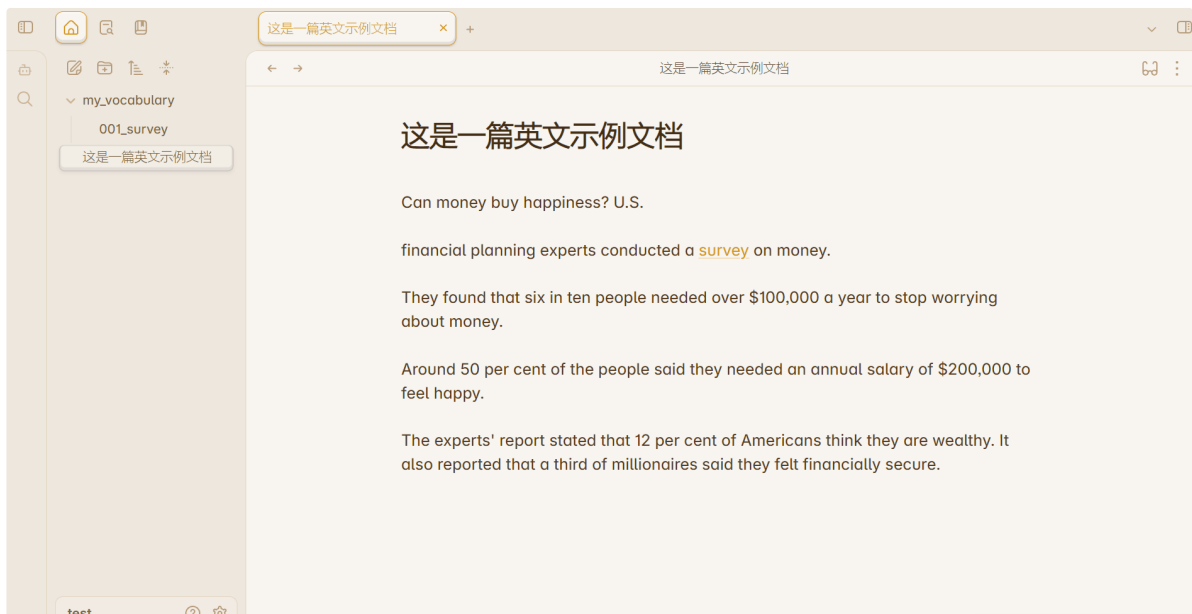 这是一篇英文示例文档
这是一篇英文示例文档
my_vocabulary
001_survey
这是一篇英文示例文档
这是一篇英文示例文档
Can money buy happiness? U.S.
financial planning experts conducted a survey on money.
They found that six in ten people needed over $100,000 a year to stop worrying
about money.
Around 50 per cent of the people said they needed an annual salary of $200,000 to
feel happy.
The experts' report stated that 12 per cent of Americans think they are wealthy. It
also reported that a third of millionaires said they felt financially secure.
test